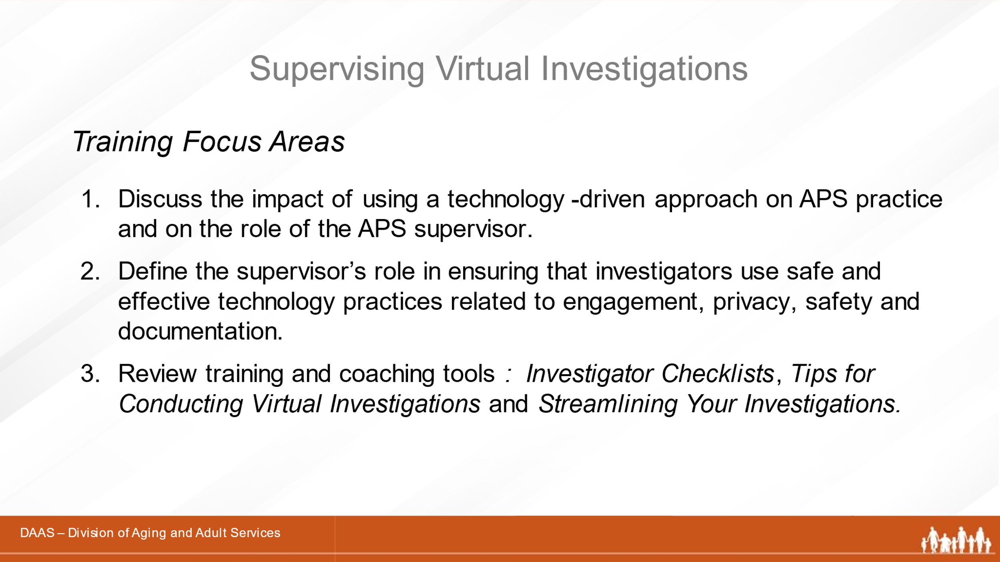 Supervising Virtual Investigations
Training Focus Areas
1. Discuss the impact of using a technology -driven approach on APS practice
and on the role of the APS supervisor.
2. Define the supervisor’s role in ensuring that investigators use safe and
effective technology practices related to engagement, privacy, safety and
documentation.
3. Review training and coaching tools : Investigator Checklists, Tips for
Conducting Virtual Investigations and Streamlining Your Investigations.
DAAS – Division of Aging and Adult Services